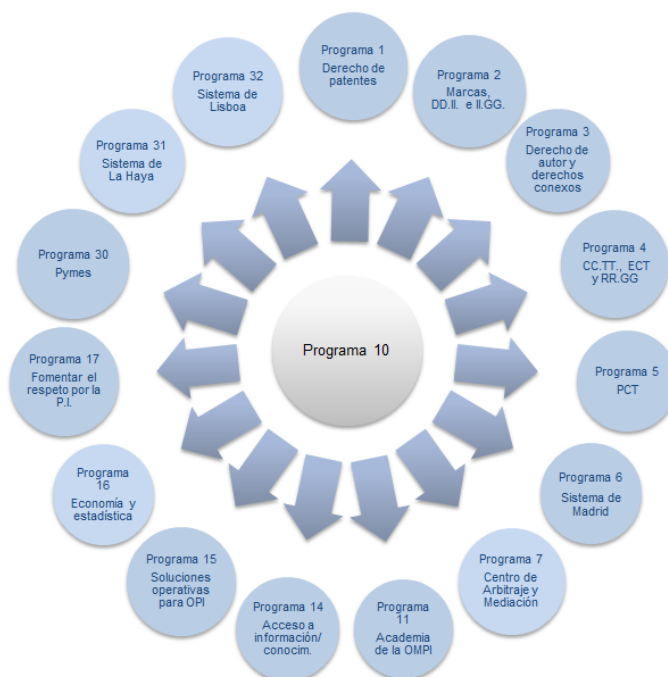 Programa 1
Derecho de
patentes
Programa 2
Marcas,
DD.II. e II.GG.
Programa 3
Derecho de
autor y
derechos
conexos
Programa 4
CC.TT., ECT
y RR.GG
Programa 5
PCT
Programa 6
Sistema de
Madrid
Programa 7
Centro de
Arbitraje y
Mediación
Programa
11
Academia
de la OMPI
Programa 14
Acceso a
información/
conocim.
Programa 15
Soluciones
operativas
para OPI
Programa
16
Economía y
estadística
Programa 17
Fomentar el
respeto por la
P.I.
Programa 30
Pymes
Programa 31
Sistema de
La Haya
Programa 32
Sistema de
Lisboa
Programa 10